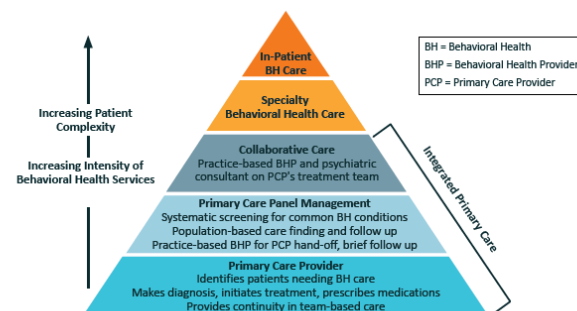 In-Patient
BH Care
Specialty
Behavioral Health Care
Collaborative Care
Practice-based BHP and psychiatric
consultant on PCP's treatment team
Primary Care Panel Management
Systematic screening for common BH conditions
Population-based care finding and follow up
Practice-based BHP for PCP hand-off, brief follow up
Primary Care Provider
Identifies patients needing BH care
Makes diagnosis, initiates treatment, prescribes medications
Provides continuity in team-based care
Increasing Patient
Complexity
Increasing Intensity of
Behavioral Health Services
BH = Behavioral Health
BHP = Behavioral Health Provider
PCP = Primary Care Provider
Integrated Primary Care